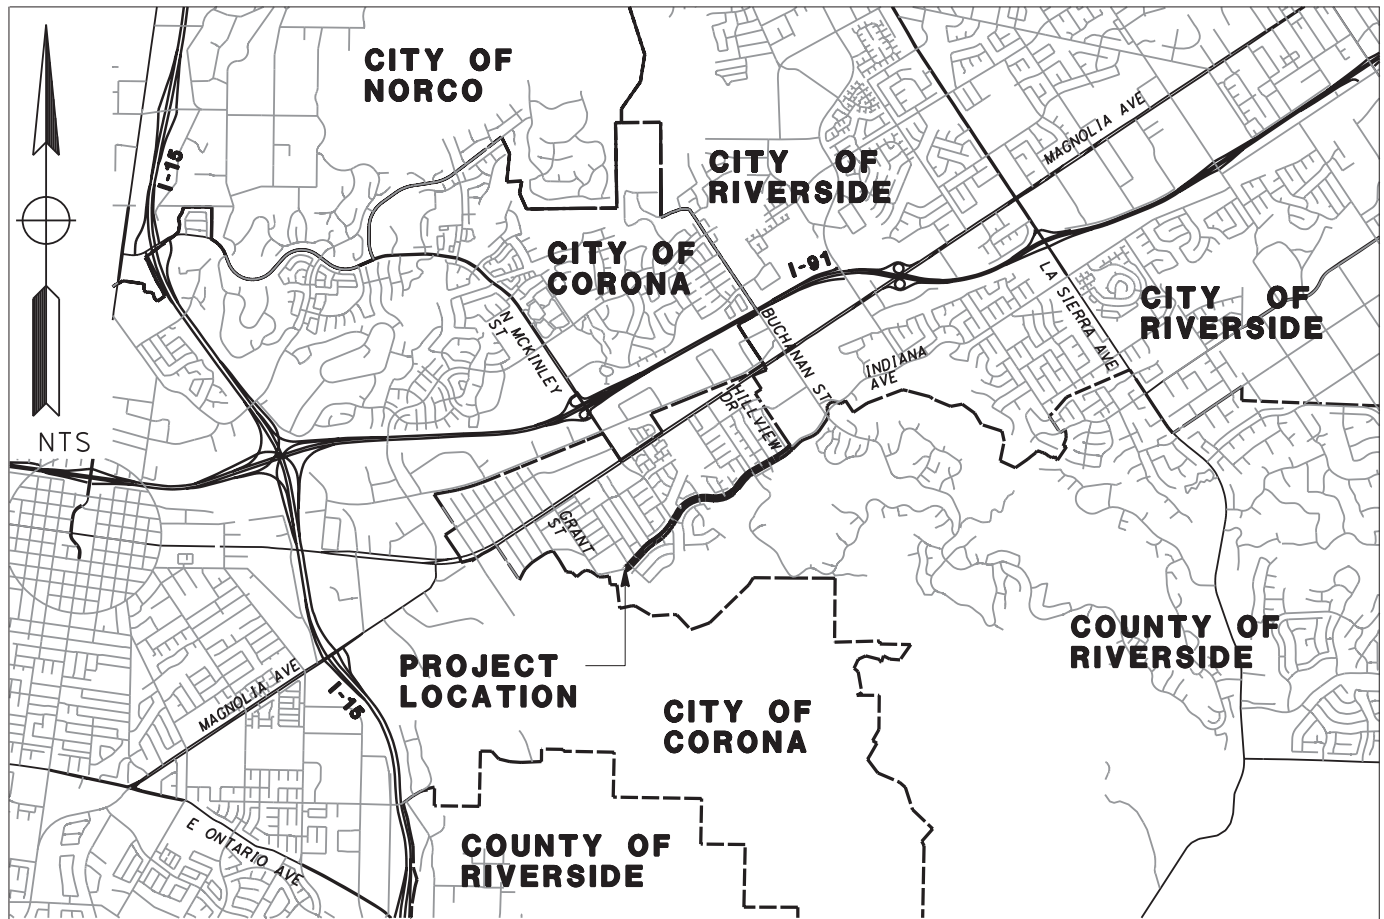 CITY OF
NORCO
I-15
MAGNOLIA AVE
CITY OF
RIVERSIDE
CITY OF
CORONA
I-91
CITY OF
RIVERSIDE
LA SIERRA AVE
N MCKINLEY
ST
BUCHANAN ST
INDIANA
AVE
HILLVIEW
DR
NTS
GRANT
ST
PROJECT
LOCATION
COUNTY OF
RIVERSIDE
MAGNOLIA AVE
I-15
CITY OF
CORONA
E ONTARIO AVE
COUNTY OF
RIVERSIDE